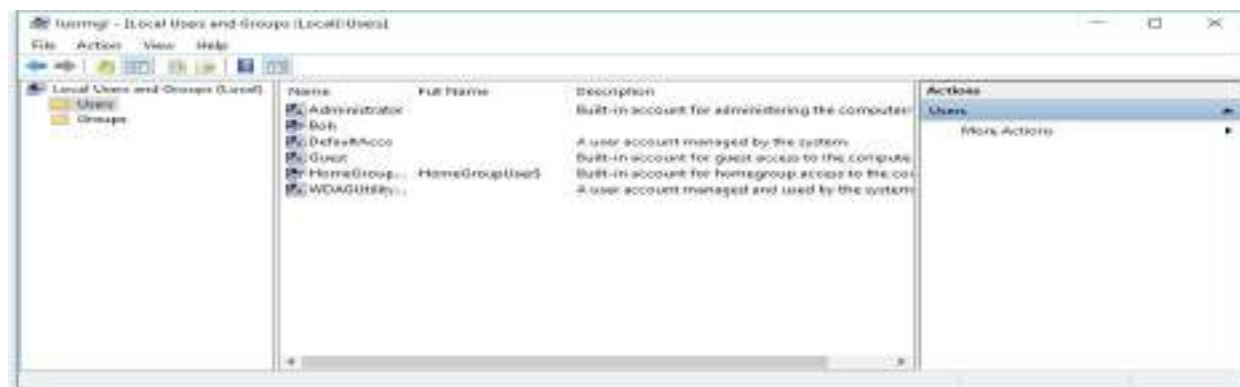 lusrmgr - [Local Users and Groups (Local)\Users]
File Action View Help
Local Users and Groups (Local)
Users
Groups
Name Full Name Description
Administrator Built-in account for administering the computer/
Bob
DefaultAcco A user account managed by the system.
Guest Built-in account for guest access to the compute
HomeGroup... HomeGroupUser$ Built-in account for homegroup access to the co
WDAGUtility... A user account managed and used by the system
Actions
Users
More Actions